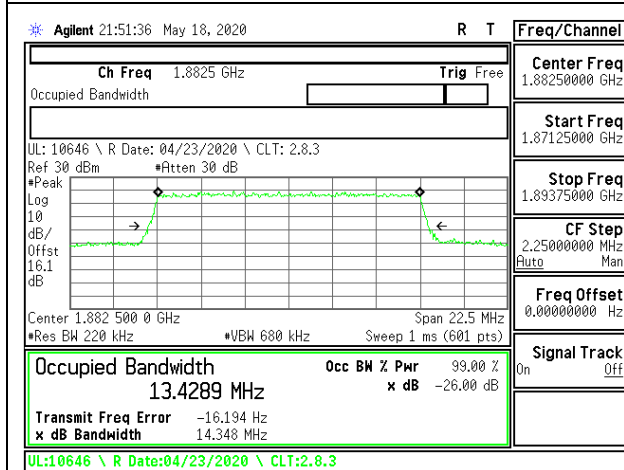 Agilent 21:51:36 May 18, 2020 R T
Freq/Channel
Ch Freq 1.8825 GHz Trig Free
Occupied Bandwidth
Center Freq
1.88250000 GHz
Start Freq
1.87125000 GHz
Stop Freq
1.89375000 GHz
CF Step
2.25000000 MHz
Auto Man
Freq Offset
0.00000000 Hz
Signal Track
On Off
UL: 10646 \ R Date: 04/23/2020 \ CLT: 2.8.3
Ref 30 dBm #Atten 30 dB
#Peak
Log
10
dB/
Offst
16.1
dB
Center 1.882 500 0 GHz Span 22.5 MHz
#Res BW 220 kHz #VBW 680 kHz Sweep 1 ms (601 pts)
Occupied Bandwidth Occ BW % Pwr 99.00 %
13.4289 MHz x dB -26.00 dB
Transmit Freq Error -16.194 Hz
x dB Bandwidth 14.348 MHz
UL:10646 \ R Date:04/23/2020 \ CLT:2.8.3